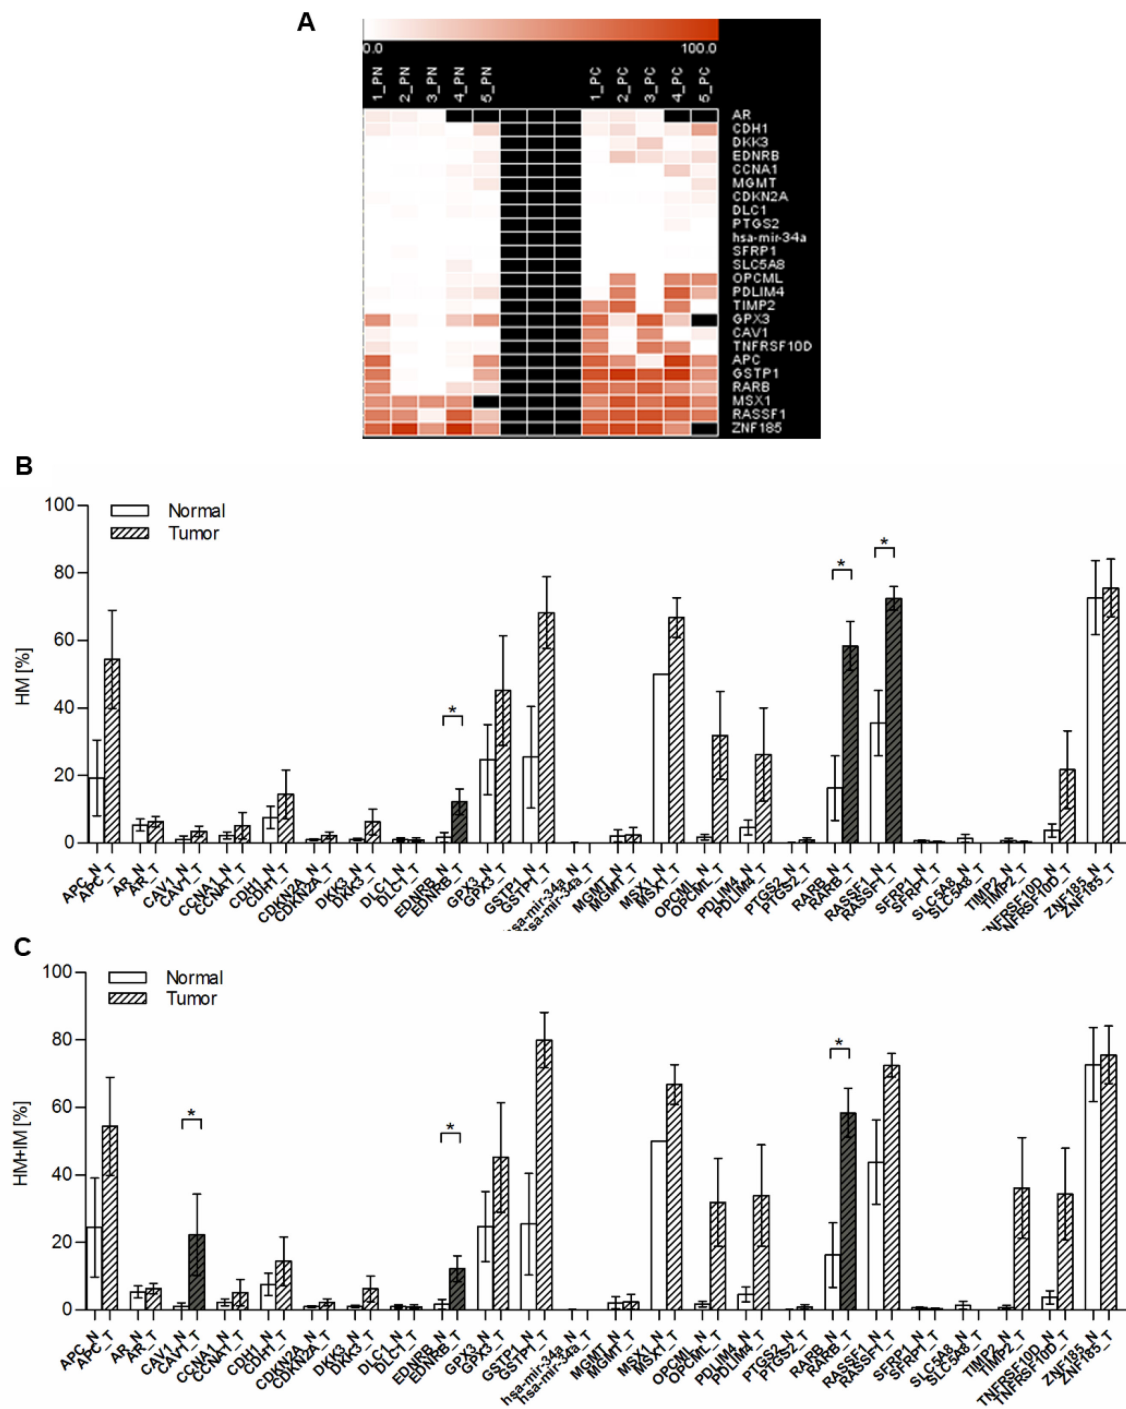 A
0.0 100.0
1_PN 2_PN 3_PN 4_PN 5_PN 1_PC 2_PC 3_PC 4_PC 5_PC
AR
CDH1
DKK3
EDNRB
CCNA1
MGMT
CDKN2A
DLC1
PTGS2
hsa-mir-34a
SFRP1
SLC5A8
OPCML
PDLIM4
TIMP2
GPX3
CAV1
TNFRSF10D
APC
GSTP1
RARB
MSX1
RASSF1
ZNF185
B
HM [%]
100
80
60
40
20
0
Normal
Tumor
*
*
*
APC_N APC_T AR_N AR_T CAV1_N CAV1_T CCNA1_N CCNA1_T CDH1_N CDH1_T CDKN2A_N CDKN2A_T DKK3_N DKK3_T DLC1_N DLC1_T EDNRB_N EDNRB_T GPX3_N GPX3_T GSTP1_N GSTP1_T sa-mir-34a_N hsa-mir-34a_T MGMT_N MGMT_T MSX1_N MSX1_T OPCML_N OPCML_T PDLIM4_N PDLIM4_T PTGS2_N PTGS2_T RARB_N RARB_T RASSF1_N RASSF1_T SFRP1_N SFRP1_T SLC5A8_N SLC5A8_T TIMP2_N TIMP2_T NFRSF10D_N NFRSF10D_T ZNF185_N ZNF185_T
C
HM+IM [%]
100
80
60
40
20
0
Normal
Tumor
*
*
*
APC_N APC_T AR_N AR_T CAV1_N CAV1_T CCNA1_N CCNA1_T CDH1_N CDH1_T CDKN2A_N CDKN2A_T DKK3_N DKK3_T DLC1_N DLC1_T EDNRB_N EDNRB_T GPX3_N GPX3_T GSTP1_N GSTP1_T hsa-mir-34a_N hsa-mir-34a_T MGMT_N MGMT_T MSX1_N MSX1_T OPCML_N OPCML_T PDLIM4_N PDLIM4_T PTGS2_N PTGS2_T RARB_N RARB_T RASSF1_N RASSF1_T SFRP1_N SFRP1_T SLC5A8_N SLC5A8_T TIMP2_N TIMP2_T TNFRSF10D_N TNFRSF10D_T ZNF185_N ZNF185_T